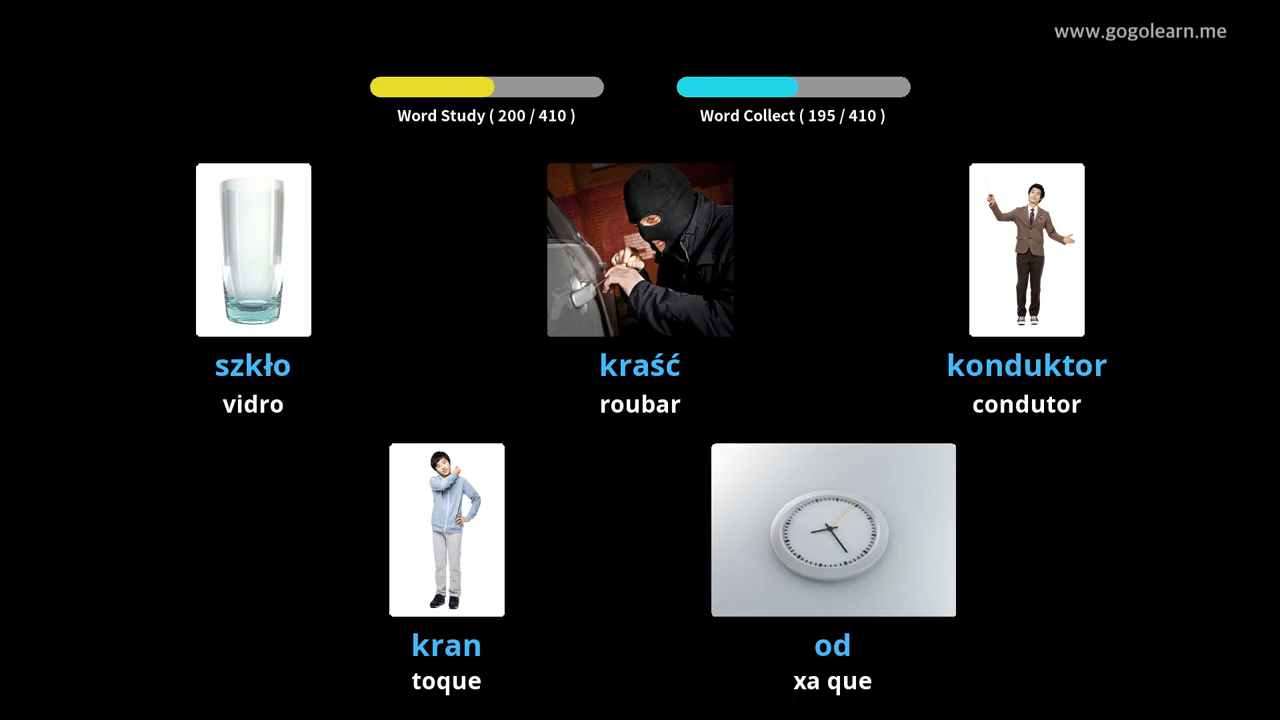 www.gogolearn.me
Word Study ( 200 / 410 )
Word Collect ( 195 / 410 )
szkło
vidro
kraść
roubar
konduktor
condutor
kran
toque
od
xa que